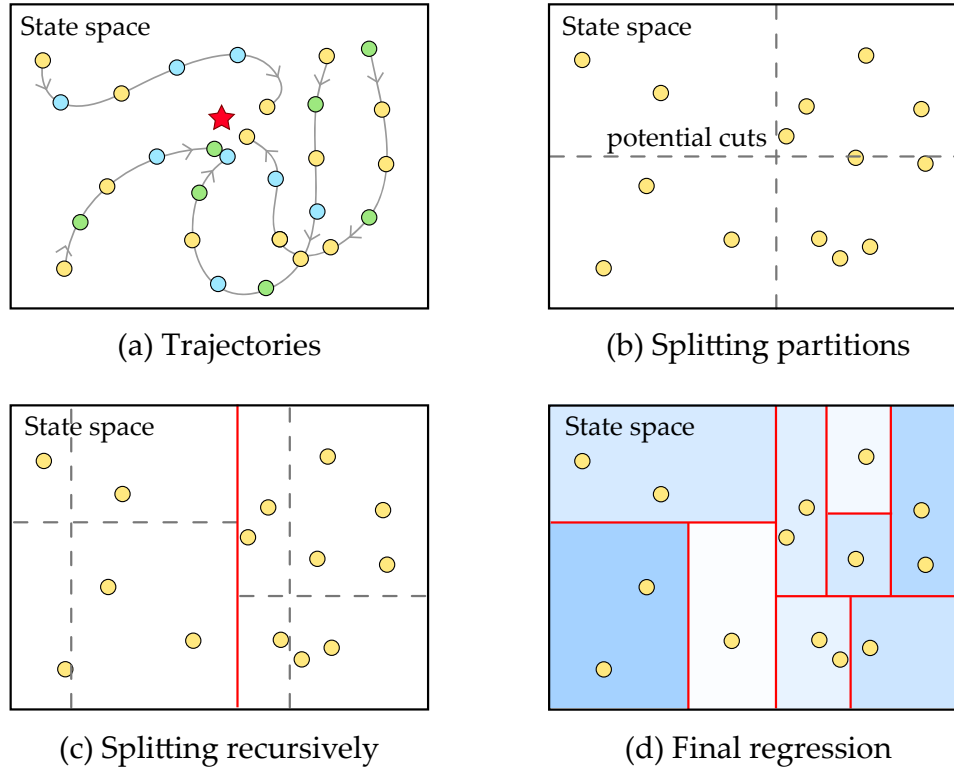 State space
State space
potential cuts
(a) Trajectories
(b) Splitting partitions
State space
State space
(c) Splitting recursively
(d) Final regression